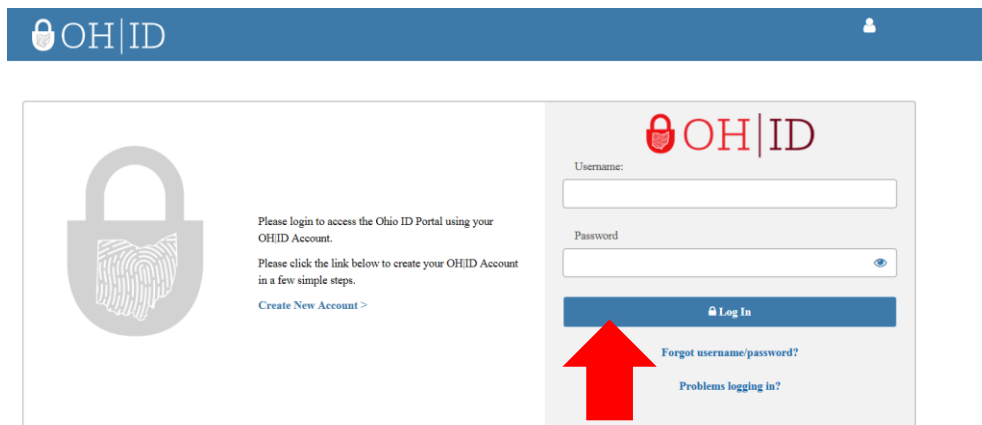 OH|ID
OH|ID
Username:
Please login to access the Ohio ID Portal using your
OH|ID Account.
Please click the link below to create your OH|ID Account
in a few simple steps.
Create New Account >
Password
Log In
Forgot username/password?
Problems logging in?